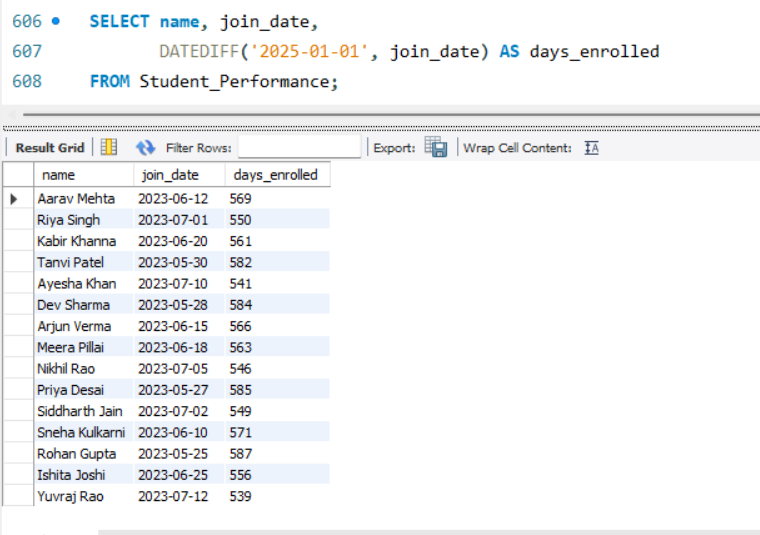 606 SELECT name, join_date,
607 DATEDIFF('2025-01-01', join_date) AS days_enrolled
608 FROM Student_Performance;
Result Grid Filter Rows: Export: Wrap Cell Content:
name join_date days_enrolled
Aarav Mehta 2023-06-12 569
Riya Singh 2023-07-01 550
Kabir Khanna 2023-06-20 561
Tanvi Patel 2023-05-30 582
Ayesha Khan 2023-07-10 541
Dev Sharma 2023-05-28 584
Arjun Verma 2023-06-15 566
Meera Pillai 2023-06-18 563
Nikhil Rao 2023-07-05 546
Priya Desai 2023-05-27 585
Siddharth Jain 2023-07-02 549
Sneha Kulkarni 2023-06-10 571
Rohan Gupta 2023-05-25 587
Ishita Joshi 2023-06-25 556
Yuvraj Rao 2023-07-12 539